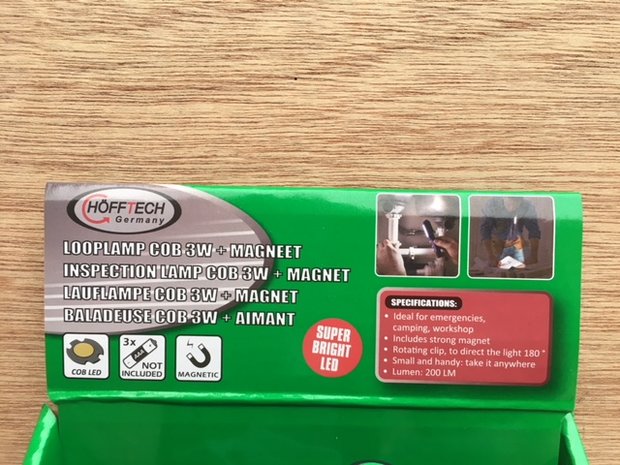 HÖFFTECH
Germany
LOOPLAMP COB 3W + MAGNEET
INSPECTION LAMP COB 3W + MAGNET
LAUFLAMPE COB 3W + MAGNET
BALADEUSE COB 3W + AIMANT
COB LED
3x
AAA
NOT
INCLUDED
MAGNETIC
SUPER
BRIGHT
LED
SPECIFICATIONS:
• Ideal for emergencies,
camping, workshop
• Includes strong magnet
• Rotating clip, to direct the light 180 °
• Small and handy: take it anywhere
• Lumen: 200 LM